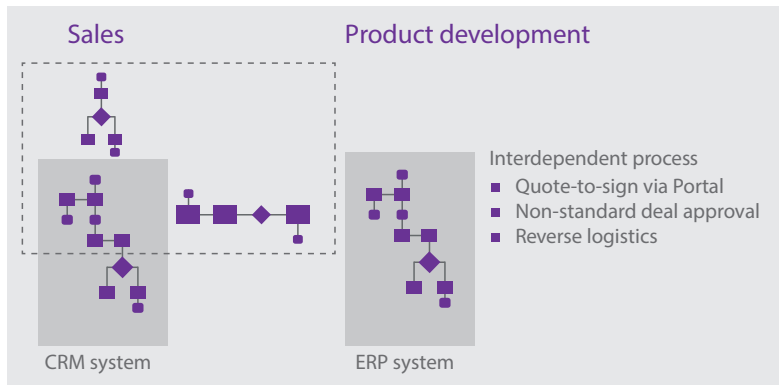 Sales
Product development
Interdependent process
Quote-to-sign via Portal
Non-standard deal approval
Reverse logistics
CRM system
ERP system